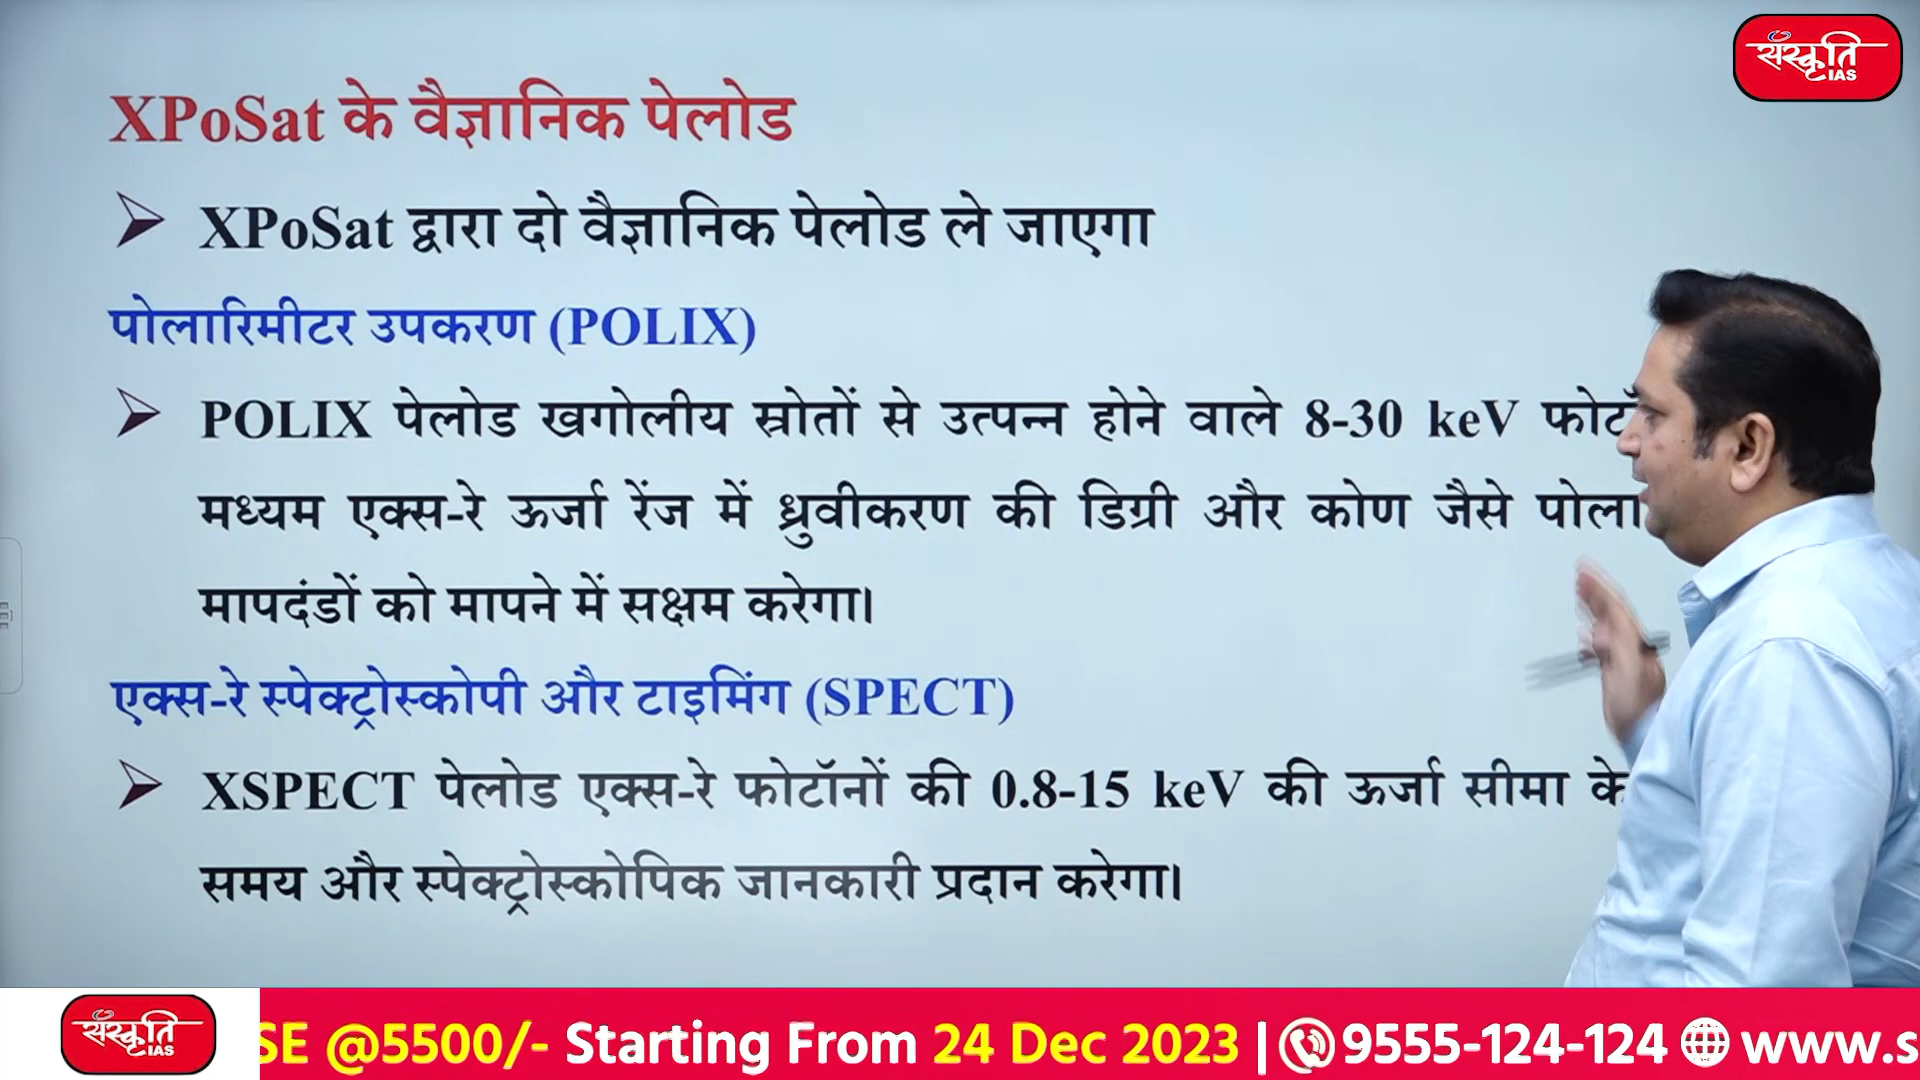 संस्कृति
IAS
XPoSat के वैज्ञानिक पेलोड
XPoSat द्वारा दो वैज्ञानिक पेलोड ले जाएगा
पोलारिमीटर उपकरण (POLIX)
POLIX पेलोड खगोलीय स्रोतों से उत्पन्न होने वाले 8-30 keV
मध्यम एक्स-रे ऊर्जा रेंज में ध्रुवीकरण की डिग्री और कोण जैसे
मापदंडों को मापने में सक्षम करेगा।
एक्स-रे स्पेक्ट्रोस्कोपी और टाइमिंग (SPECT)
XSPECT पेलोड एक्स-रे फोटॉनों की 0.8-15 keV की ऊर्जा सीमा के
समय और स्पेक्ट्रोस्कोपिक जानकारी प्रदान करेगा।
संस्कृति
IAS
SE @5500/- Starting From 24 Dec 2023 | 9555-124-124 www.s